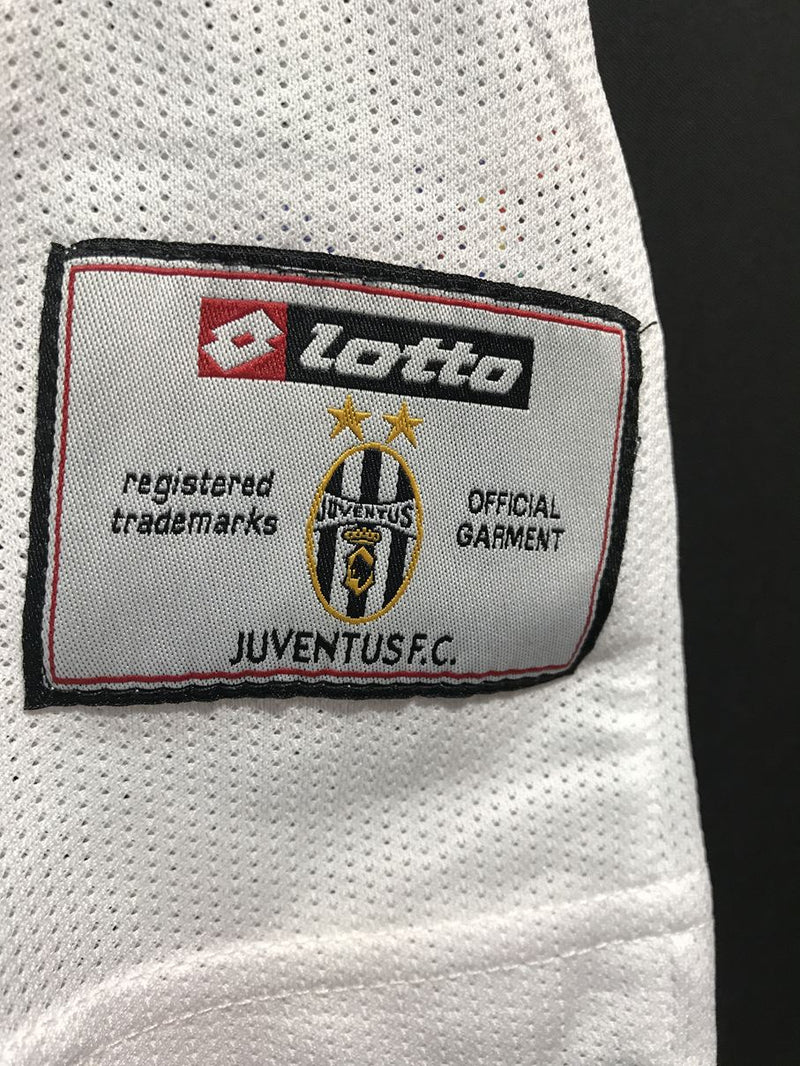 lotto
registered
trademarks
JUVENTUS
OFFICIAL
GARMENT
JUVENTUS F.C.